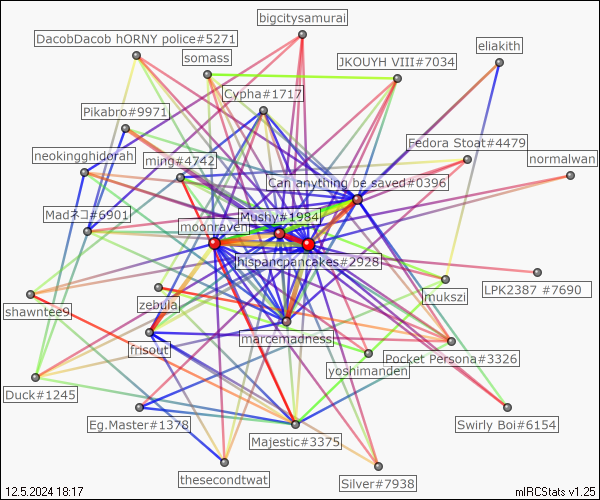 bigcitysamurai
DacobDacob hORNY police#5271
eliakith
somass
JKOUYH VIII#7034
Cypha#1717
Pikabro#9971
Fedora Stoat#4479
neokingghidorah
ming#4742
normalwan
Can anything be saved#0396
Madネコ#6901
Mushy#1984
moonraven
hispancpancakes#2928
mukszi
LPK2387 #7690
zebula
shawntee9
marcemadness
frisout
Pocket Persona#3326
yoshimanden
Duck#1245
Eg.Master#1378
Swirly Boi#6154
Majestic#3375
thesecondtwat
Silver#7938
12.5.2024 18:17
mIRCStats v1.25